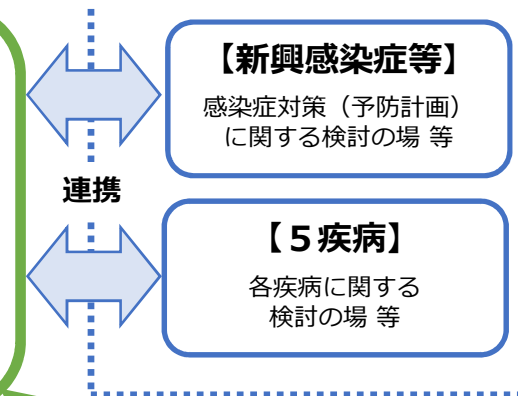 【新興感染症等】
感染症対策（予防計画）
に関する検討の場 等
連携
【５疾病】
各疾病に関する
検討の場 等